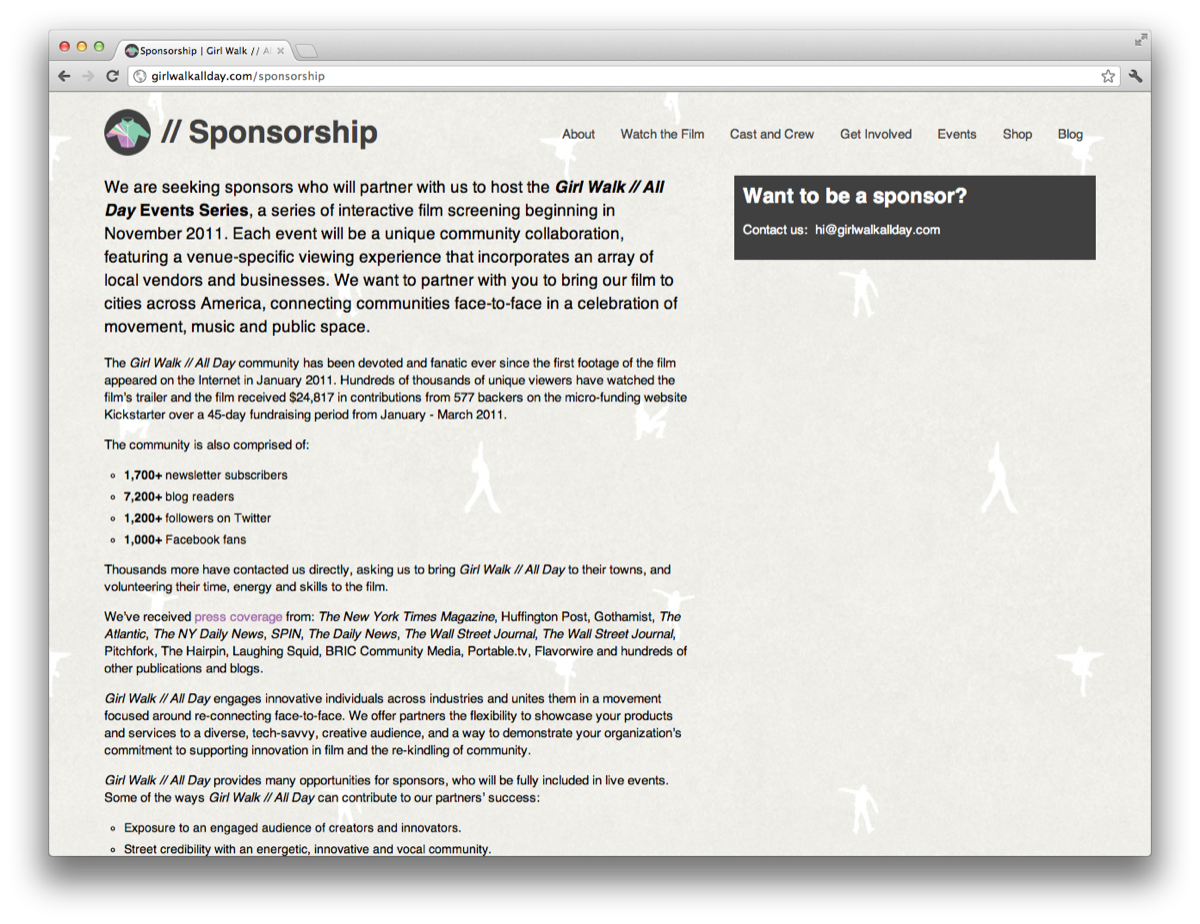 Sponsorship | Girl Walk // Al
girlwalkallday.com/sponsorship
// Sponsorship
About Watch the Film Cast and Crew Get Involved Events Shop Blog
We are seeking sponsors who will partner with us to host the Girl Walk // All
Day Events Series, a series of interactive film screening beginning in
November 2011. Each event will be a unique community collaboration,
featuring a venue-specific viewing experience that incorporates an array of
local vendors and businesses. We want to partner with you to bring our film to
cities across America, connecting communities face-to-face in a celebration of
movement, music and public space.
Want to be a sponsor?
Contact us: hi@girlwalkallday.com
The Girl Walk // All Day community has been devoted and fanatic ever since the first footage of the film
appeared on the Internet in January 2011. Hundreds of thousands of unique viewers have watched the
film's trailer and the film received $24,817 in contributions from 577 backers on the micro-funding website
Kickstarter over a 45-day fundraising period from January - March 2011.
The community is also comprised of:
1,700+ newsletter subscribers
7,200+ blog readers
1,200+ followers on Twitter
1,000+ Facebook fans
Thousands more have contacted us directly, asking us to bring Girl Walk // All Day to their towns, and
volunteering their time, energy and skills to the film.
We've received press coverage from: The New York Times Magazine, Huffington Post, Gothamist, The
Atlantic, The NY Daily News, SPIN, The Daily News, The Wall Street Journal, The Wall Street Journal,
Pitchfork, The Hairpin, Laughing Squid, BRIC Community Media, Portable.tv, Flavorwire and hundreds of
other publications and blogs.
Girl Walk // All Day engages innovative individuals across industries and unites them in a movement
focused around re-connecting face-to-face. We offer partners the flexibility to showcase your products
and services to a diverse, tech-savvy, creative audience, and a way to demonstrate your organization's
commitment to supporting innovation in film and the re-kindling of community.
Girl Walk // All Day provides many opportunities for sponsors, who will be fully included in live events.
Some of the ways Girl Walk // All Day can contribute to our partners' success:
Exposure to an engaged audience of creators and innovators.
Street credibility with an energetic, innovative and vocal community.